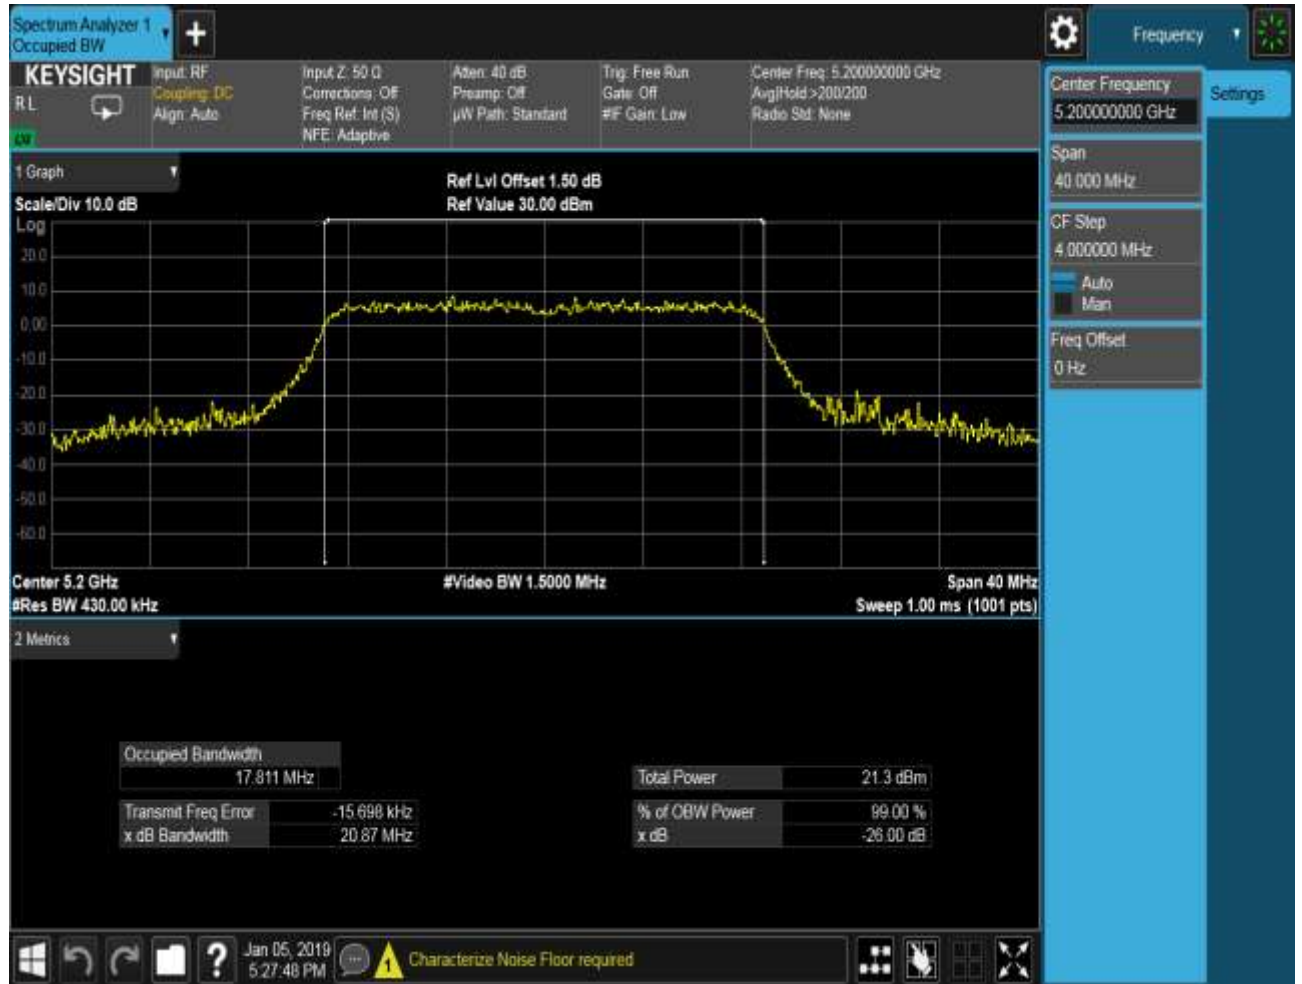 Spectrum Analyzer 1
Occupied BW
Frequency
KEYSIGHT
R L
Input: RF
Coupling: DC
Align: Auto
Input Z: 50 Ω
Corrections: Off
Freq Ref: Int (S)
NFE: Adaptive
Atten: 40 dB
Preamp: Off
µW Path: Standard
Trig: Free Run
Gate: Off
#IF Gain: Low
Center Freq: 5.200000000 GHz
Avg|Hold:>200/200
Radio Std: None
Center Frequency
5.200000000 GHz
Settings
Span
40.000 MHz
CF Step
4.000000 MHz
Auto
Man
Freq Offset
0 Hz
1 Graph
Scale/Div 10.0 dB
Ref Lvl Offset 1.50 dB
Ref Value 30.00 dBm
Log
20.0
10.0
0.00
-10.0
-20.0
-30.0
-40.0
-50.0
-60.0
Center 5.2 GHz
#Video BW 1.5000 MHz
Span 40 MHz
#Res BW 430.00 kHz
Sweep 1.00 ms (1001 pts)
2 Metrics
Occupied Bandwidth
17.811 MHz
Total Power 21.3 dBm
Transmit Freq Error -15.698 kHz
% of OBW Power 99.00 %
x dB Bandwidth 20.87 MHz
x dB -26.00 dB
Jan 05, 2019
5:27:48 PM
1
Characterize Noise Floor required